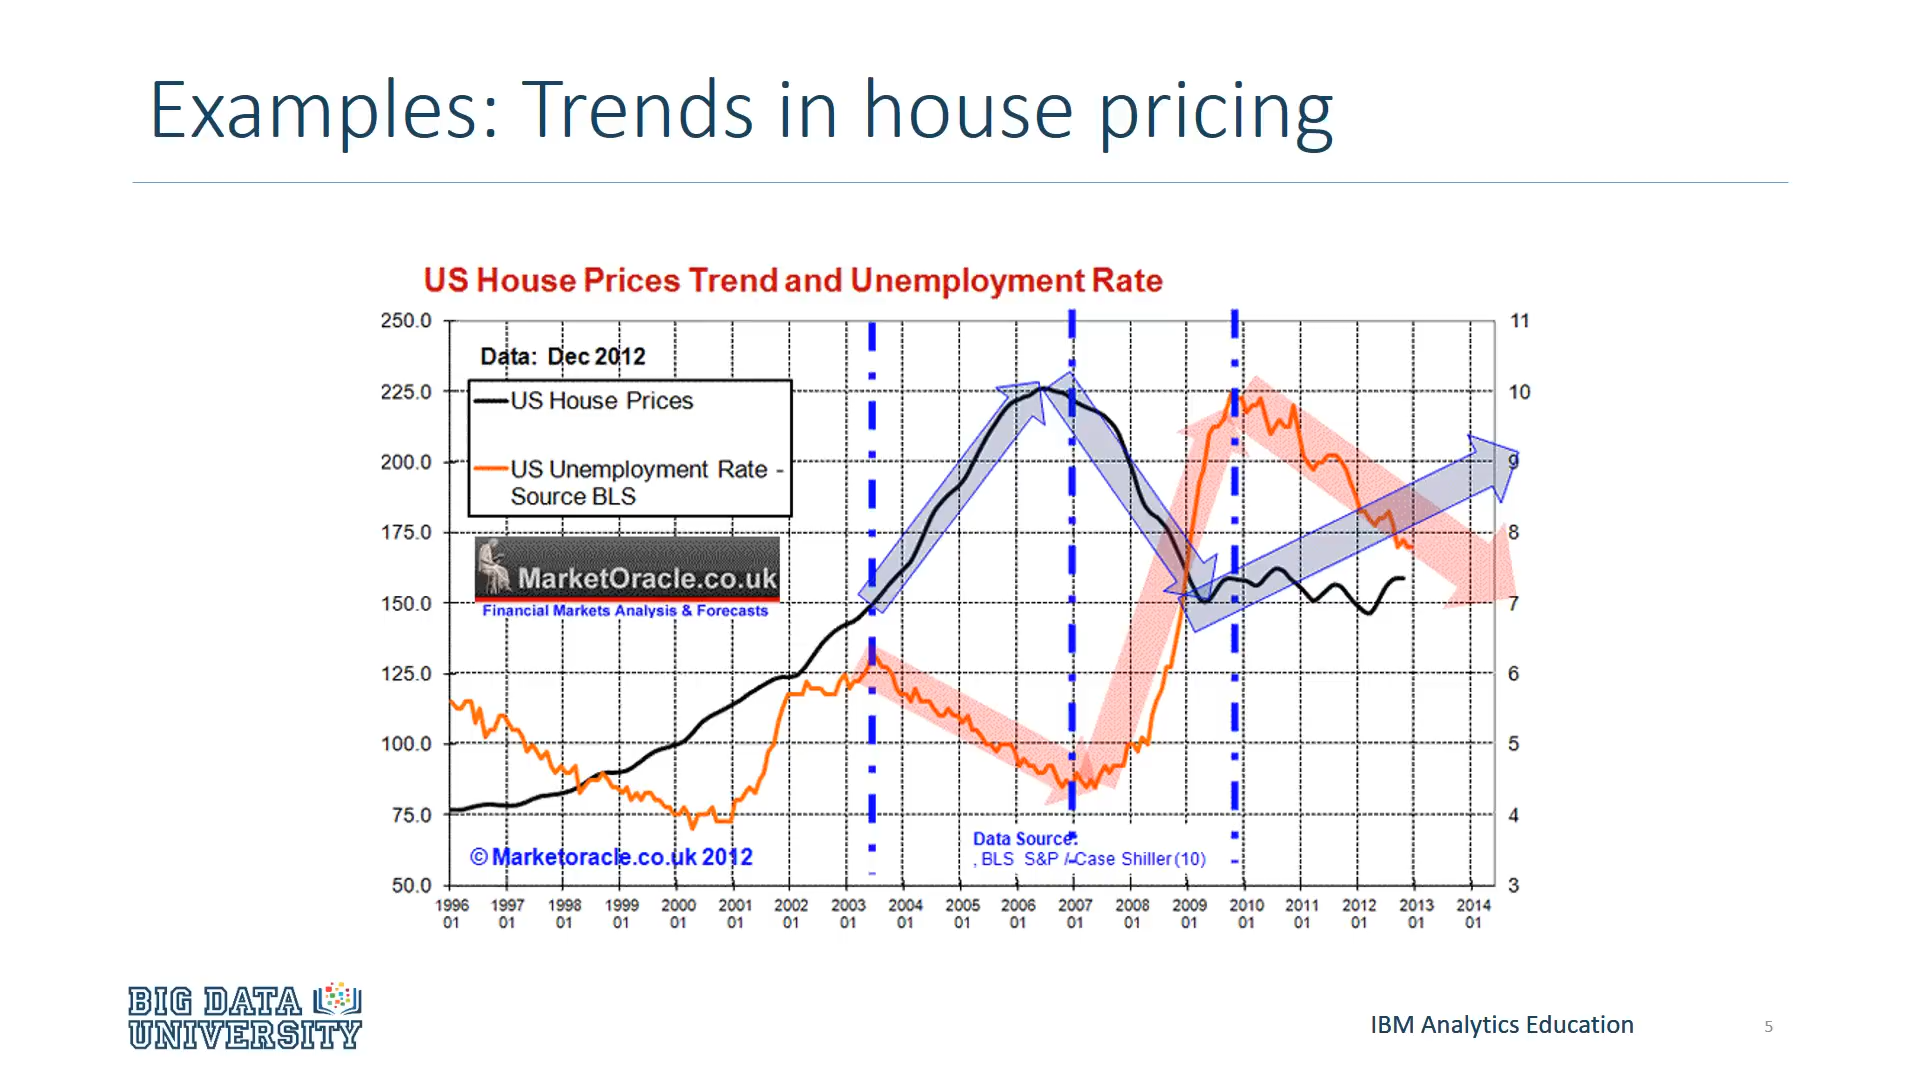 Examples: Trends in house pricing
US House Prices Trend and Unemployment Rate
250.0
225.0
200.0
175.0
150.0
125.0
100.0
75.0
50.0
Data: Dec 2012
US House Prices
US Unemployment Rate -
Source BLS
MarketOracle.co.uk
Financial Markets Analysis & Forecasts
© Marketoracle.co.uk 2012
Data Source:
, BLS S&P / Case Shiller (10)
11
10
9
8
7
6
5
4
3
1996 1997 1998 1999 2000 2001 2002 2003 2004 2005 2006 2007 2008 2009 2010 2011 2012 2013 2014
01 01 01 01 01 01 01 01 01 01 01 01 01 01 01 01 01 01 01
BIG DATA
UNIVERSITY
IBM Analytics Education
5